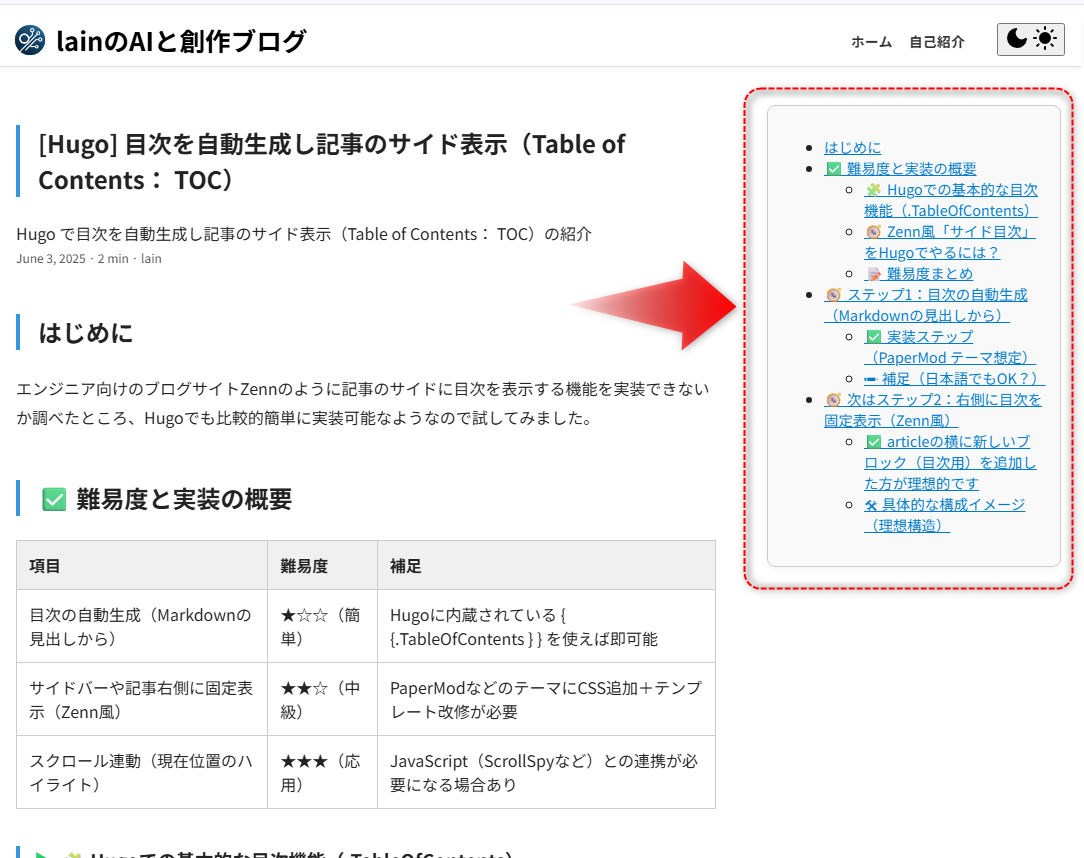 lainのAIと創作ブログ
ホーム 自己紹介
[Hugo] 目次を自動生成し記事のサイド表示（Table of
Contents： TOC）
Hugo で目次を自動生成し記事のサイド表示（Table of Contents： TOC）の紹介
June 3, 2025 · 2 min · lain
はじめに
エンジニア向けのブログサイトZennのように記事のサイドに目次を表示する機能を実装できない
か調べたところ、Hugoでも比較的簡単に実装可能なようなので試してみました。
✅ 難易度と実装の概要
項目 難易度 補足
目次の自動生成（Markdownの
見出しから）
★☆☆（簡
単）
Hugoに内蔵されている {
{.TableOfContents } } を使えば即可能
サイドバーや記事右側に固定表
示（Zenn風）
★★☆（中
級）
PaperModなどのテーマにCSS追加＋テンプ
レート改修が必要
スクロール連動（現在位置のハ
イライト）
★★★（応
用）
JavaScript（ScrollSpyなど）との連携が必
要になる場合あり
▶ 🧩 Hugoでの基本的な目次機能（.TableOfContents）
はじめに
✅ 難易度と実装の概要
🧩 Hugoでの基本的な目次
機能（.TableOfContents）
🧭 Zenn風「サイド目次」
をHugoでやるには？
📝 難易度まとめ
🧭 ステップ1：目次の自動生成
（Markdownの見出しから）
✅ 実装ステップ
（PaperMod テーマ想定）
補足（日本語でもOK？）
🧭 次はステップ2：右側に目次を
固定表示（Zenn風）
✅ articleの横に新しいブ
ロック（目次用）を追加し
た方が理想的です
🛠 具体的な構成イメージ
（理想構造）